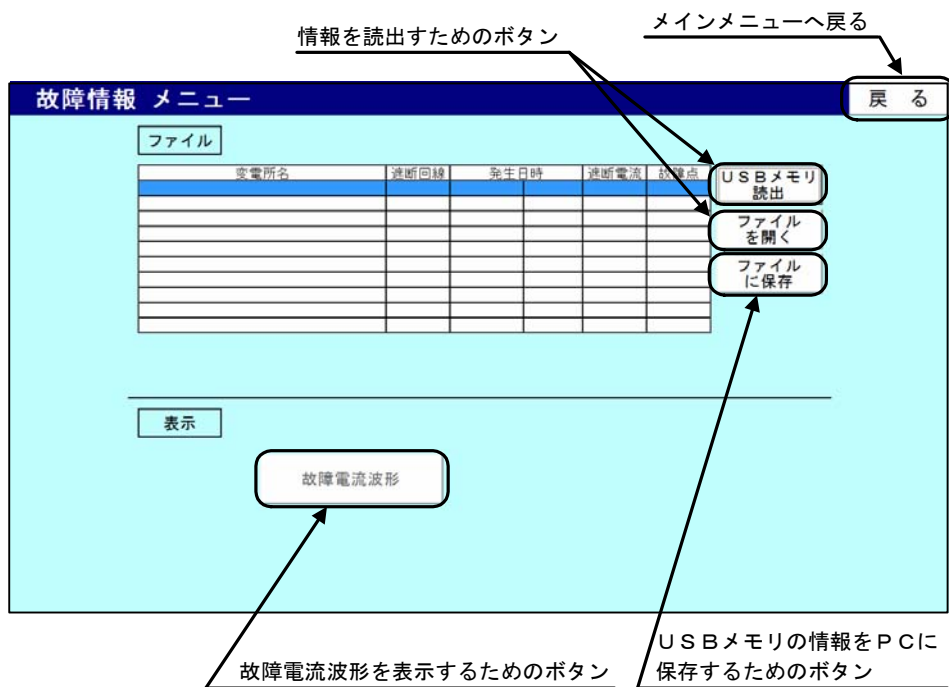 メインメニューへ戻る
情報を読出すためのボタン
故障情報 メニュー
戻 る
ファイル
変電所名 遮断回線 発生日時 遮断電流 故障点
USBメモリ
読出
ファイル
を開く
ファイル
に保存
表示
故障電流波形
故障電流波形を表示するためのボタン
USBメモリの情報をPCに
保存するためのボタン